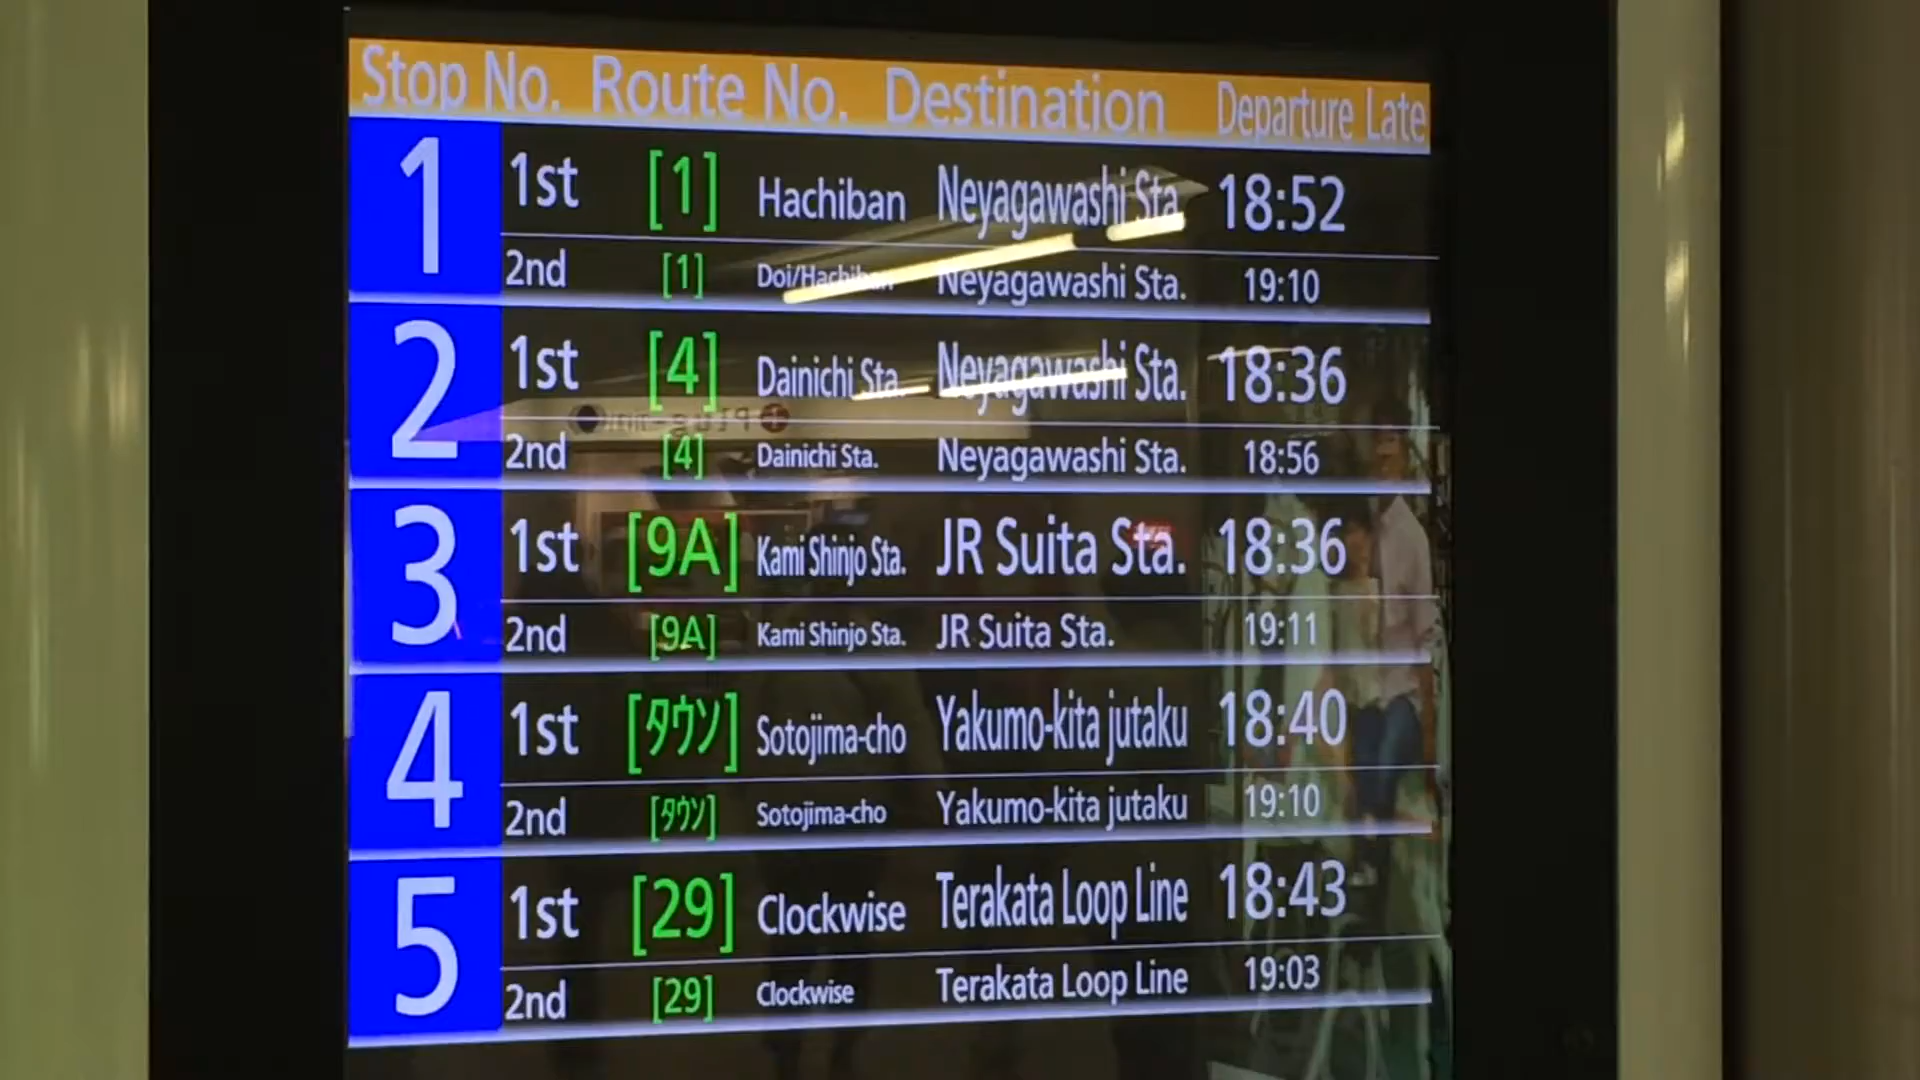 Stop No. Route No. Destination Departure Late
1 1st [1] Hachiban Neyagawashi Sta. 18:52
2nd [1] Doi/Hachiban Neyagawashi Sta. 19:10
2 1st [4] Dainichi Sta. Neyagawashi Sta. 18:36
2nd [4] Dainichi Sta. Neyagawashi Sta. 18:56
3 1st [9A] Kami Shinjo Sta. JR Suita Sta. 18:36
2nd [9A] Kami Shinjo Sta. JR Suita Sta. 19:11
4 1st [タウン] Sotojima-cho Yakumo-kita jutaku 18:40
2nd [タウン] Sotojima-cho Yakumo-kita jutaku 19:10
5 1st [29] Clockwise Terakata Loop Line 18:43
2nd [29] Clockwise Terakata Loop Line 19:03